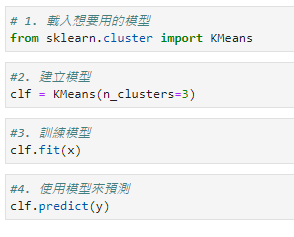 # 1. 載入想要用的模型
from sklearn.cluster import KMeans
#2. 建立模型
clf = KMeans(n_clusters=3)
#3. 訓練模型
clf.fit(x)
#4. 使用模型來預測
clf.predict(y)